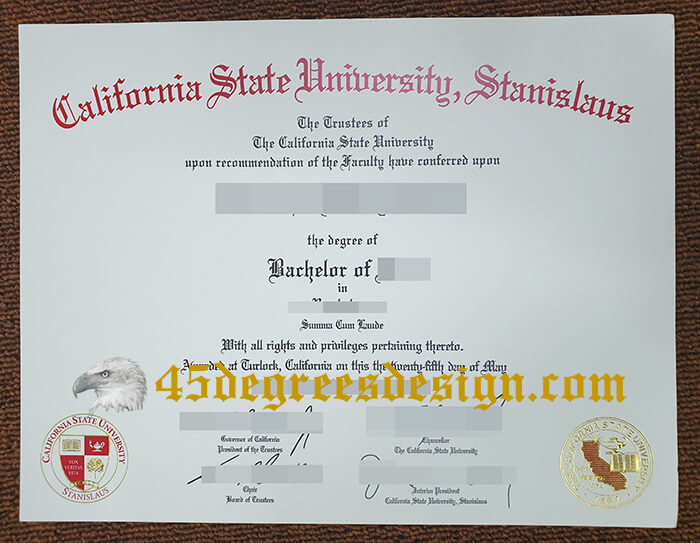 California State University, Stanislaus
The Trustees of
The California State University
upon recommendation of the Faculty have conferred upon
the degree of
Bachelor of
in
Summa Cum Laude
With all rights and privileges pertaining thereto.
Awarded at Turlock, California on this the twenty-fifth day of May
45degreesdesign.com
Governor of California
President of the Trustees
Chancellor
The California State University
Chair
Board of Trustees
Interim President
California State University, Stanislaus
CALIFORNIA STATE UNIVERSITY
VOX
VERITAS
VITA
STANISLAUS
CALIFORNIA STATE UNIVERSITY